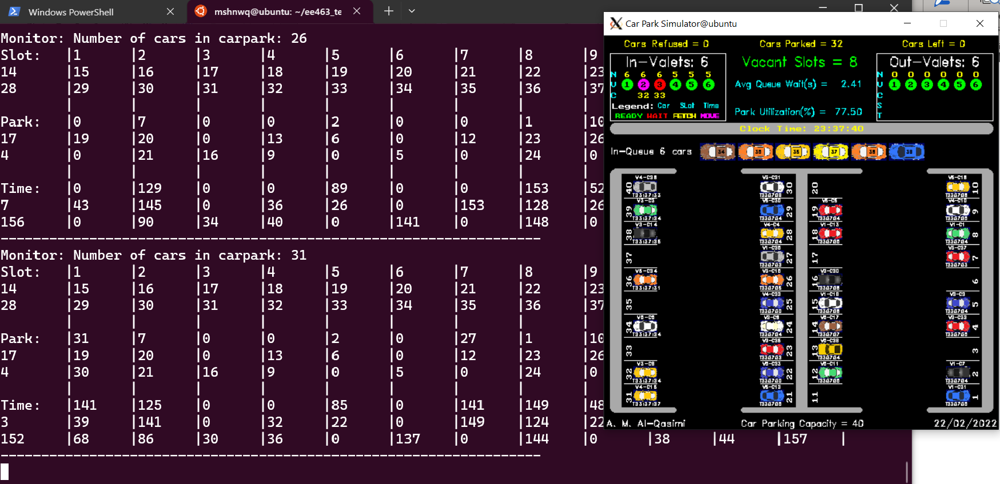 Windows PowerShell
mshnwq@ubuntu: ~/ee463_te
Monitor: Number of cars in carpark: 26
Slot: |1 |2 |3 |4 |5 |6 |7 |8 |9
14 |15 |16 |17 |18 |19 |20 |21 |22 |23
28 |29 |30 |31 |32 |33 |34 |35 |36 |37
| | | | | | | |
Park: |0 |7 |0 |0 |2 |0 |0 |1 |10
17 |19 |20 |0 |13 |6 |0 |12 |23 |26
4 |0 |21 |16 |9 |0 |5 |0 |24 |0
| | | | | | | |
Time: |0 |129 |0 |0 |89 |0 |0 |153 |52
7 |43 |145 |0 |36 |26 |0 |153 |128 |26
156 |0 |90 |34 |40 |0 |141 |0 |148 |0
Monitor: Number of cars in carpark: 31
Slot: |1 |2 |3 |4 |5 |6 |7 |8 |9
14 |15 |16 |17 |18 |19 |20 |21 |22 |23
28 |29 |30 |31 |32 |33 |34 |35 |36 |37
| | | | | | | |
Park: |31 |7 |0 |0 |2 |0 |27 |1 |10
17 |19 |20 |0 |13 |6 |0 |12 |23 |26
4 |30 |21 |16 |9 |0 |5 |0 |24 |0
| | | | | | | |
Time: |141 |125 |0 |0 |85 |0 |141 |149 |48
3 |39 |141 |0 |32 |22 |0 |149 |124 |22
152 |68 |86 |30 |36 |0 |137 |0 |144 |0 |38 |44 |157 |
Car Park Simulator@ubuntu
Cars Refused = 0 Cars Parked = 32 Cars Left = 0
In-Valets: 6
N 6 6 6 5 5 5
V 1 2 3 4 5 6
C 32 33
Legend: Car SLot Time
READY WAIT FETCH MOVE
Vacant Slots = 8
Avg Queue Wait(s) = 2.41
Park Utilization(%) = 77.50
Out-Valets: 6
N 0 0 0 0 0 0
V 1 2 3 4 5 6
C
S
T
Clock Time: 23:37:40
In-Queue 6 cars
40 30 20 10
39 29 19 9
38 28 18 8
37 27 17 7
36 26 16 6
35 25 15 5
34 24 14 4
33 23 13 3
32 22 12 2
31 21 11 1
A. M. Al-Qasimi Car Parking Capacity = 40 22/02/2022